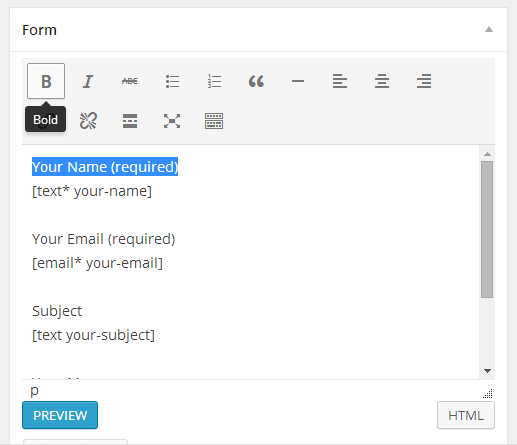 Form
B I ABC
Bold
Your Name (required)
[text* your-name]
Your Email (required)
[email* your-email]
Subject
[text your-subject]
p
PREVIEW
HTML